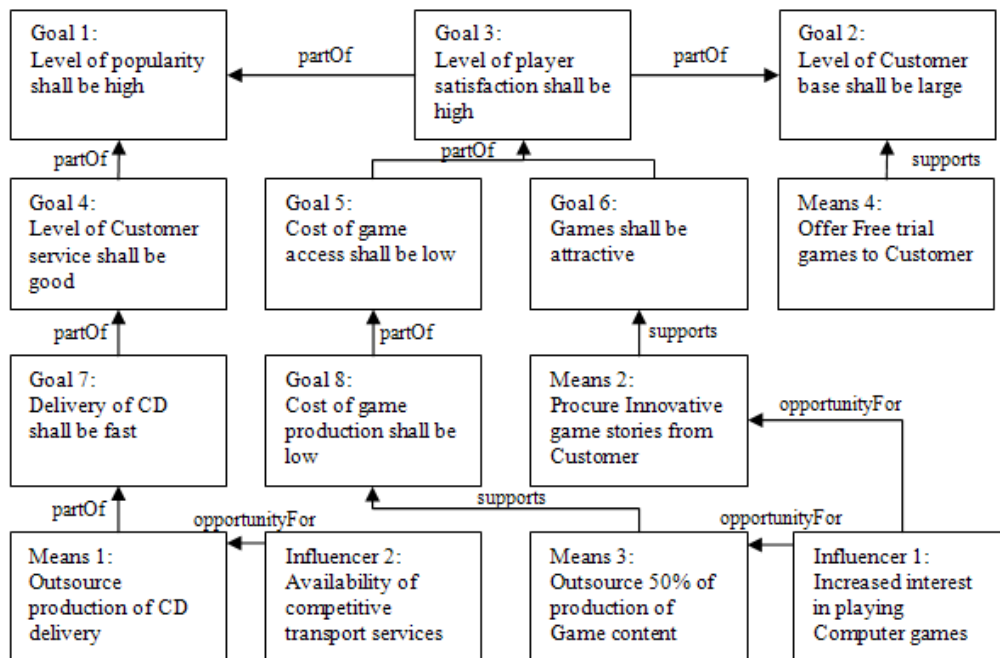 Goal 1:
Level of popularity
shall be high
partOf
Goal 3:
Level of player
satisfaction shall be
high
partOf
Goal 2:
Level of Customer
base shall be large
partOf
partOf
supports
Goal 4:
Level of Customer
service shall be
good
Goal 5:
Cost of game
access shall be low
Goal 6:
Games shall be
attractive
Means 4:
Offer Free trial
games to Customer
partOf
partOf
supports
Goal 7:
Delivery of CD
shall be fast
Goal 8:
Cost of game
production shall be
low
Means 2:
Procure Innovative
game stories from
Customer
opportunityFor
partOf
opportunityFor
supports
opportunityFor
Means 1:
Outsource
production of CD
delivery
Influencer 2:
Availability of
competitive
transport services
Means 3:
Outsource 50% of
production of
Game content
Influencer 1:
Increased interest
in playing
Computer games